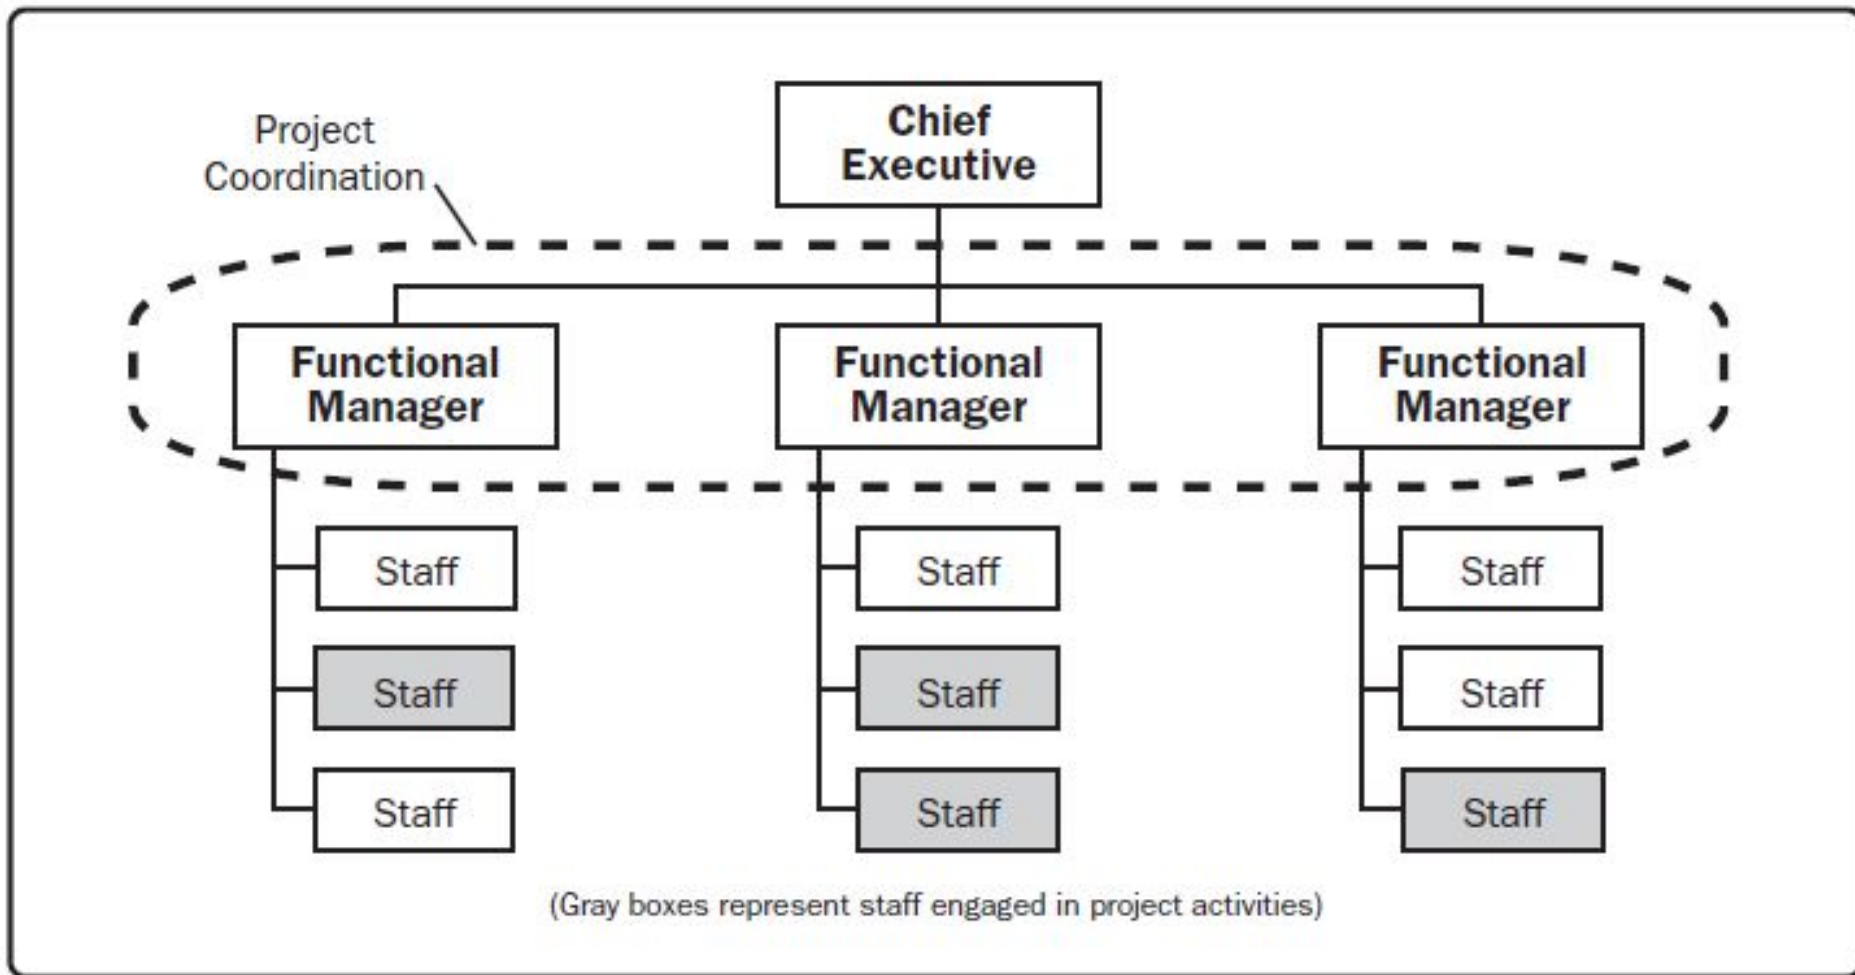 Project
Coordination
Chief
Executive
Functional
Manager
Functional
Manager
Functional
Manager
Staff
Staff
Staff
Staff
Staff
Staff
Staff
Staff
Staff
(Gray boxes represent staff engaged in project activities)